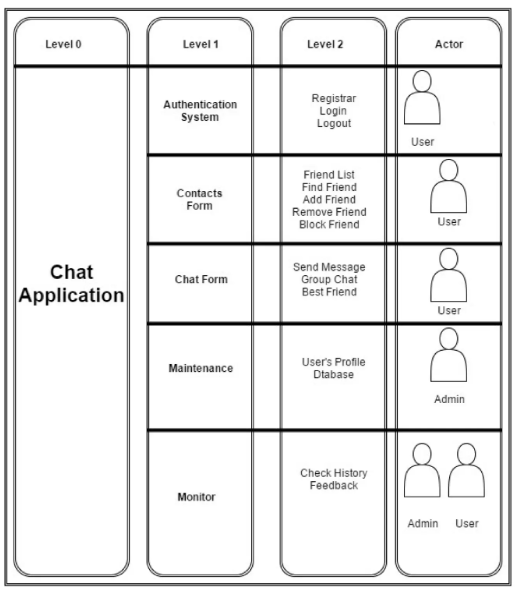 Level 0
Level 1
Level 2
Actor
Chat
Application
Authentication
System
Registrar
Login
Logout
User
Contacts
Form
Friend List
Find Friend
Add Friend
Remove Friend
Block Friend
User
Chat Form
Send Message
Group Chat
Best Friend
User
Maintenance
User's Profile
Dtabase
Admin
Monitor
Check History
Feedback
Admin
User